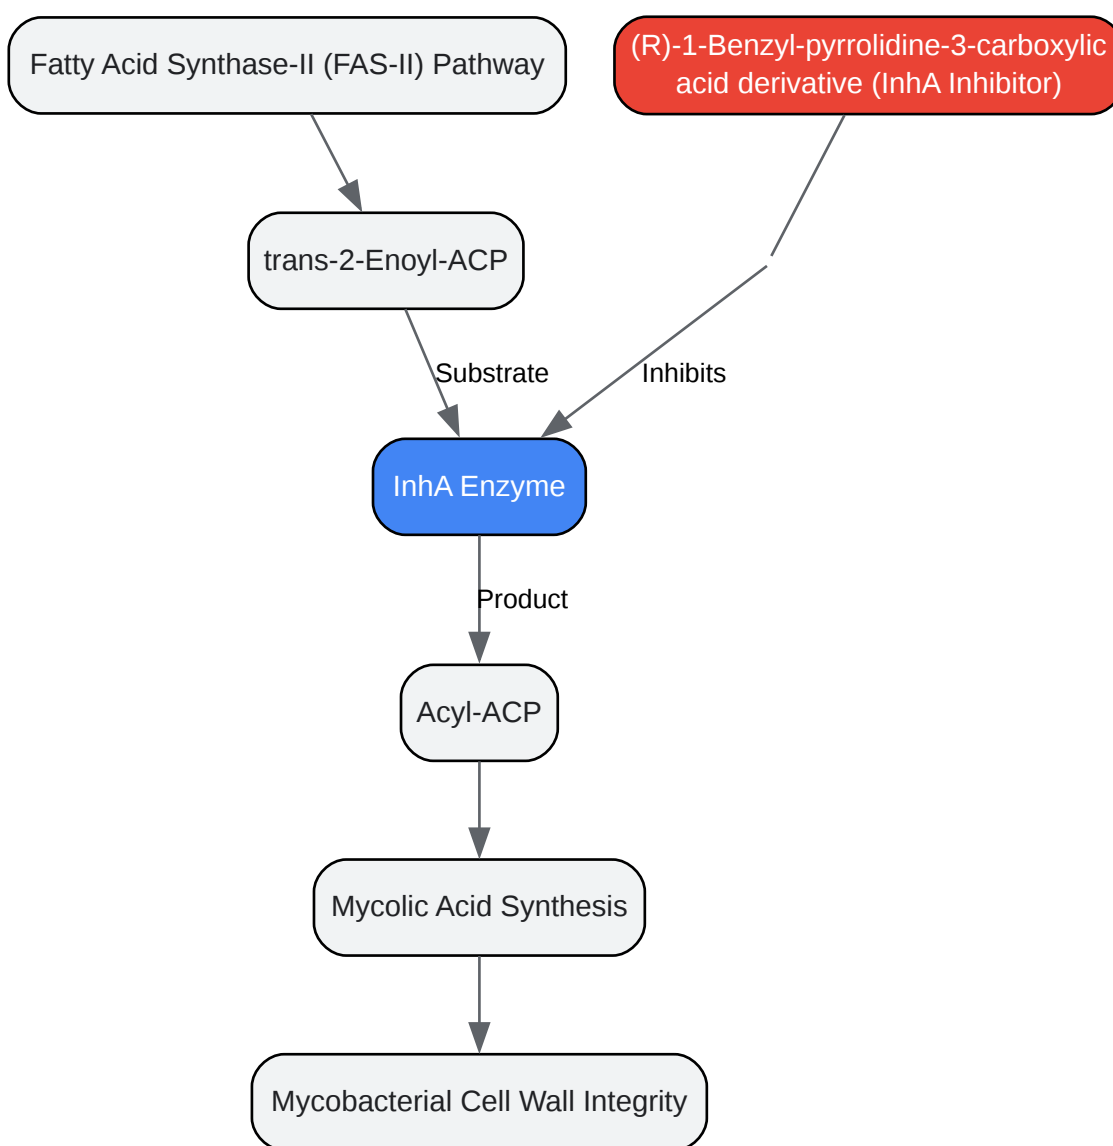 Fatty Acid Synthase-II (FAS-II) Pathway
(R)-1-Benzyl-pyrrolidine-3-carboxylic
acid derivative (InhA Inhibitor)
trans-2-Enoyl-ACP
Substrate
Inhibits
InhA Enzyme
Product
Acyl-ACP
Mycolic Acid Synthesis
Mycobacterial Cell Wall Integrity